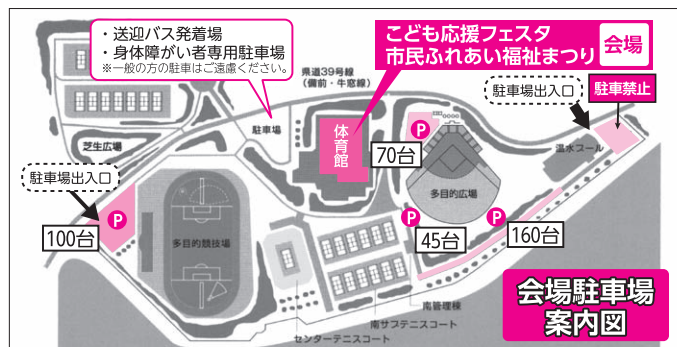 ・送迎バス発着場
・身体障がい者専用駐車場
※一般の方の駐車はご遠慮ください。
こども応援フェスタ
市民ふれあい福祉まつり
会場
県道39号線
(備前・牛窓線)
駐車場出入口
駐車禁止
芝生広場
駐車場
体育館
P
70台
温水プール
駐車場出入口
多目的広場
P
100台
多目的競技場
P
45台
P
160台
南管理棟
南サブテニスコート
センターテニスコート
会場駐車場
案内図